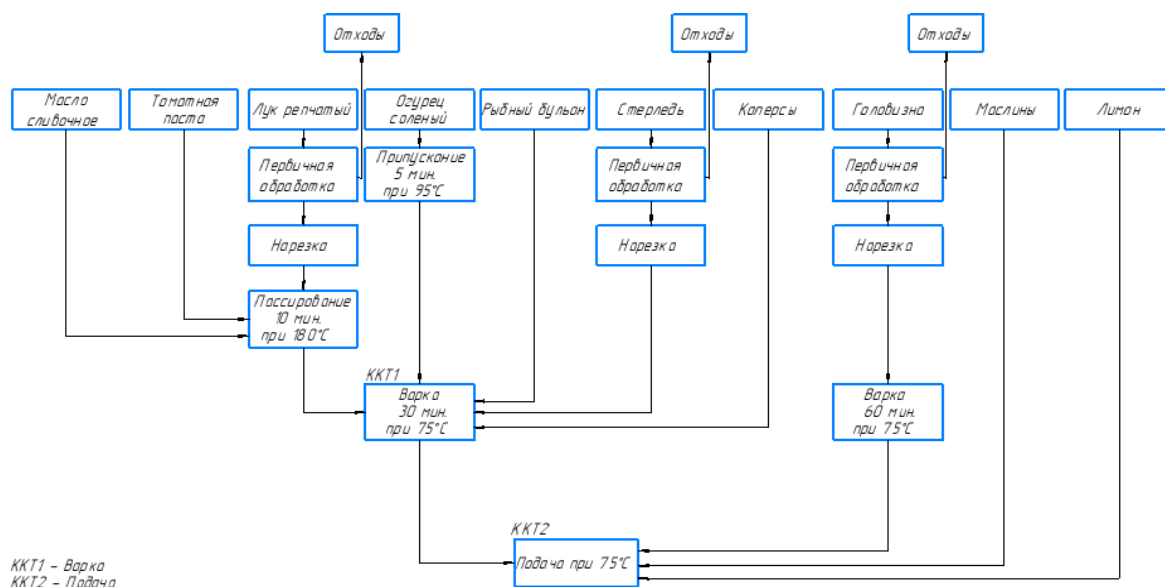 Отходы
Отходы
Отходы
Масло
сливочное
Томатная
паста
Лук репчатый
Огурец
соленый
Рыбный бульон
Стерледь
Каперсы
Головизна
Маслины
Лимон
Первичная
обработка
Припускание
5 мин.
при 95°С
Первичная
обработка
Первичная
обработка
Нарезка
Нарезка
Нарезка
Пассирование
10 мин.
при 180°С
ККТ1
Варка
30 мин.
при 75°С
Варка
60 мин.
при 75°С
ККТ2
Подача при 75°С
ККТ1 - Варка
ККТ2 - Подача